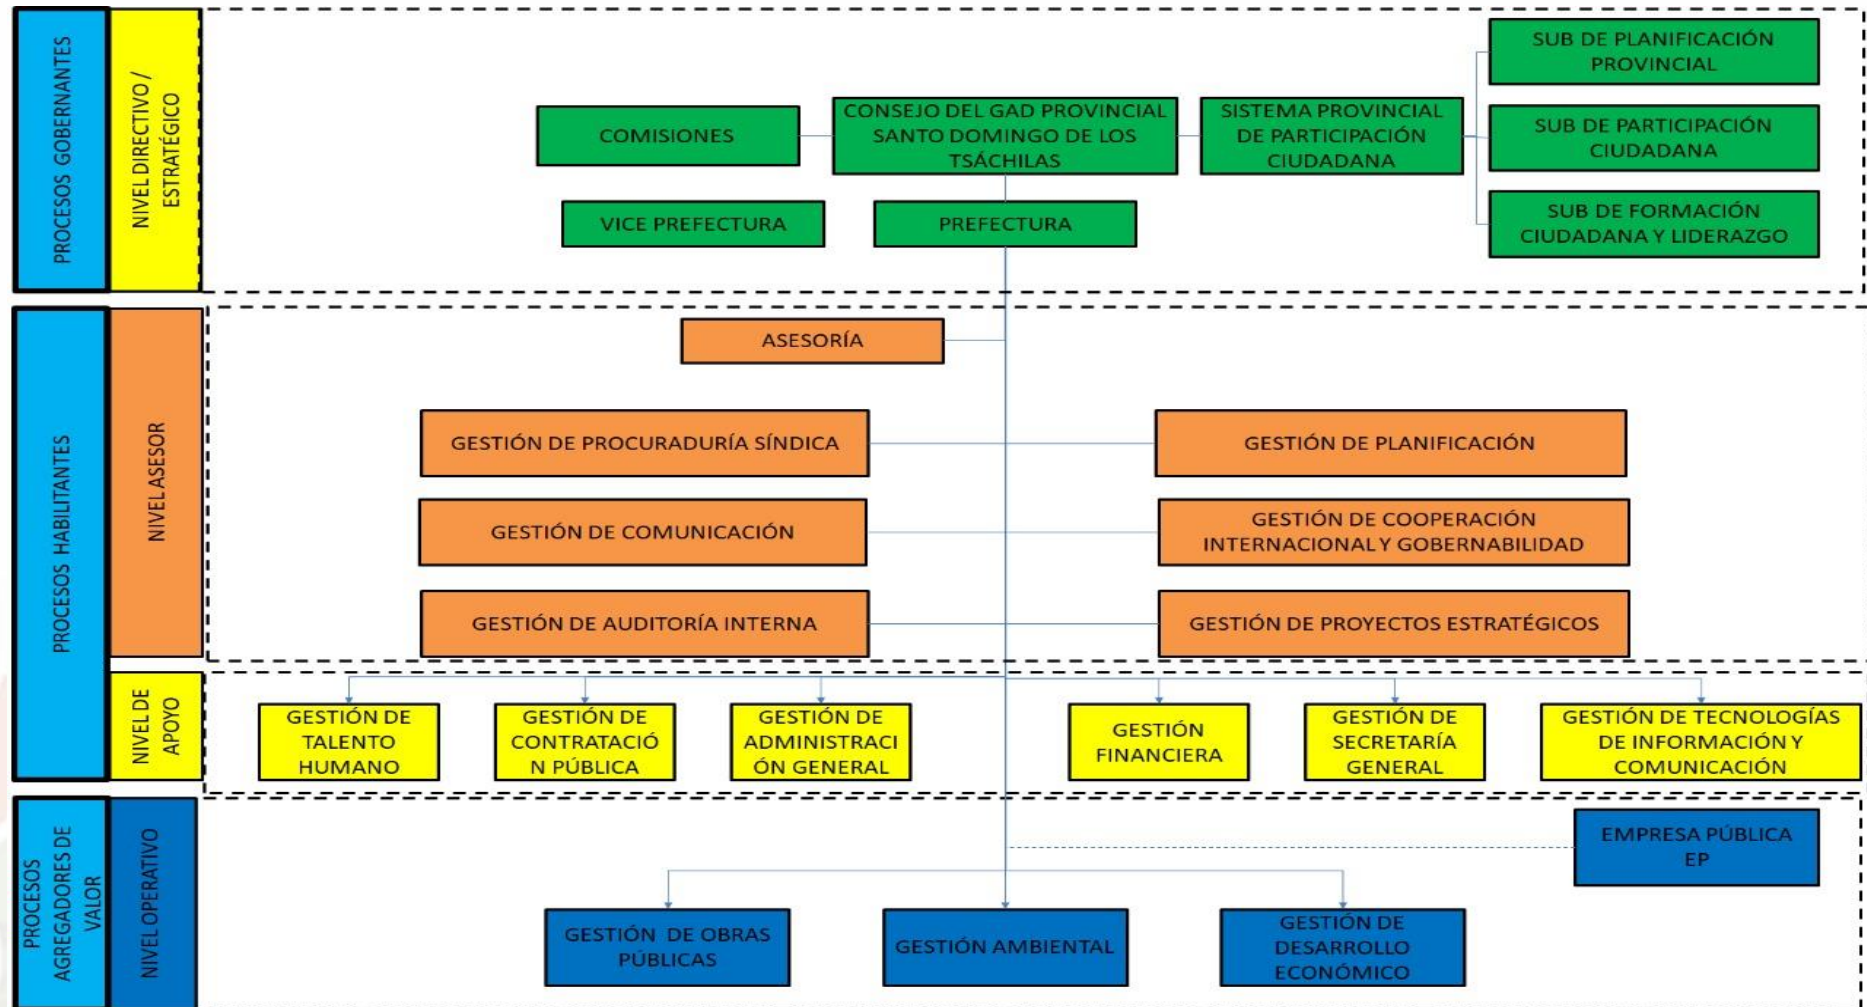 PROCESOS GOBERNANTES
NIVEL DIRECTIVO /
ESTRATÉGICO
COMISIONES
CONSEJO DEL GAD PROVINCIAL
SANTO DOMINGO DE LOS
TSÁCHILAS
SISTEMA PROVINCIAL
DE PARTICIPACIÓN
CIUDADANA
SUB DE PLANIFICACIÓN
PROVINCIAL
SUB DE PARTICIPACIÓN
CIUDADANA
SUB DE FORMACIÓN
CIUDADANA Y LIDERAZGO
VICE PREFECTURA
PREFECTURA
PROCESOS HABILITANTES
NIVEL ASESOR
ASESORÍA
GESTIÓN DE PROCURADURÍA SÍNDICA
GESTIÓN DE PLANIFICACIÓN
GESTIÓN DE COMUNICACIÓN
GESTIÓN DE COOPERACIÓN
INTERNACIONAL Y GOBERNABILIDAD
GESTIÓN DE AUDITORÍA INTERNA
GESTIÓN DE PROYECTOS ESTRATÉGICOS
NIVEL DE
APOYO
GESTIÓN DE
TALENTO
HUMANO
GESTIÓN DE
CONTRATACIÓ
N PÚBLICA
GESTIÓN DE
ADMINISTRACI
ÓN GENERAL
GESTIÓN
FINANCIERA
GESTIÓN DE
SECRETARÍA
GENERAL
GESTIÓN DE TECNOLOGÍAS
DE INFORMACIÓN Y
COMUNICACIÓN
PROCESOS
AGREGADORES DE
VALOR
NIVEL OPERATIVO
EMPRESA PÚBLICA
EP
GESTIÓN DE OBRAS
PÚBLICAS
GESTIÓN AMBIENTAL
GESTIÓN DE
DESARROLLO
ECONÓMICO